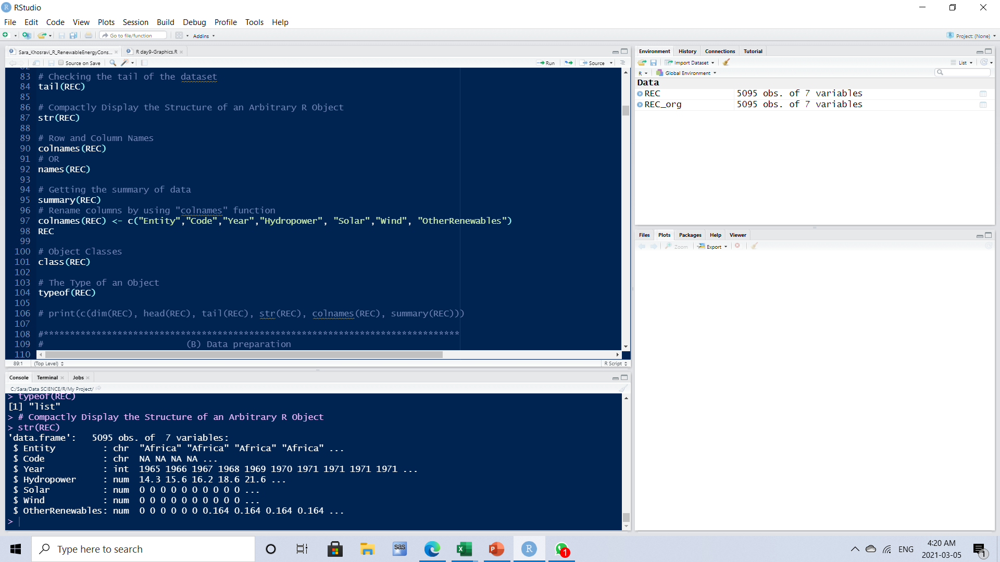 RStudio
File Edit Code View Plots Session Build Debug Profile Tools Help
Go to file/function Addins Project: (None)
Sara_Khosravi_R_RenewableEnergyCons... R day9-Graphics.R
Source on Save Run Source
83 # Checking the tail of the dataset
84 tail(REC)
85
86 # Compactly Display the Structure of an Arbitrary R Object
87 str(REC)
88
89 # Row and Column Names
90 colnames(REC)
91 # OR
92 names(REC)
93
94 # Getting the summary of data
95 summary(REC)
96 # Rename columns by using "colnames" function
97 colnames(REC) <- c("Entity","Code","Year","Hydropower", "Solar","Wind", "OtherRenewables")
98 REC
99
100 # Object Classes
101 class(REC)
102
103 # The Type of an Object
104 typeof(REC)
105
106 # print(c(dim(REC), head(REC), tail(REC), str(REC), colnames(REC), summary(REC)))
107
108 #*******************************************************************************
109 # (B) Data preparation
110
89:1 (Top Level) R Script
Console Terminal Jobs
C:/Sara/Data SCIENCE/R/My Project/
> typeof(REC)
[1] "list"
> # Compactly Display the Structure of an Arbitrary R Object
> str(REC)
'data.frame': 5095 obs. of 7 variables:
$ Entity : chr "Africa" "Africa" "Africa" "Africa" ...
$ Code : chr NA NA NA NA ...
$ Year : int 1965 1966 1967 1968 1969 1970 1971 1971 1971 1971 ...
$ Hydropower : num 14.3 15.6 16.2 18.6 21.6 ...
$ Solar : num 0 0 0 0 0 0 0 0 0 0 ...
$ Wind : num 0 0 0 0 0 0 0 0 0 0 ...
$ OtherRenewables: num 0 0 0 0 0 0 0.164 0.164 0.164 0.164 ...
>
Environment History Connections Tutorial
Import Dataset List
R Global Environment
Data
REC 5095 obs. of 7 variables
REC_org 5095 obs. of 7 variables
Files Plots Packages Help Viewer
Zoom Export
Type here to search
sas
X
P
R
1
ENG
4:20 AM
2021-03-05
1